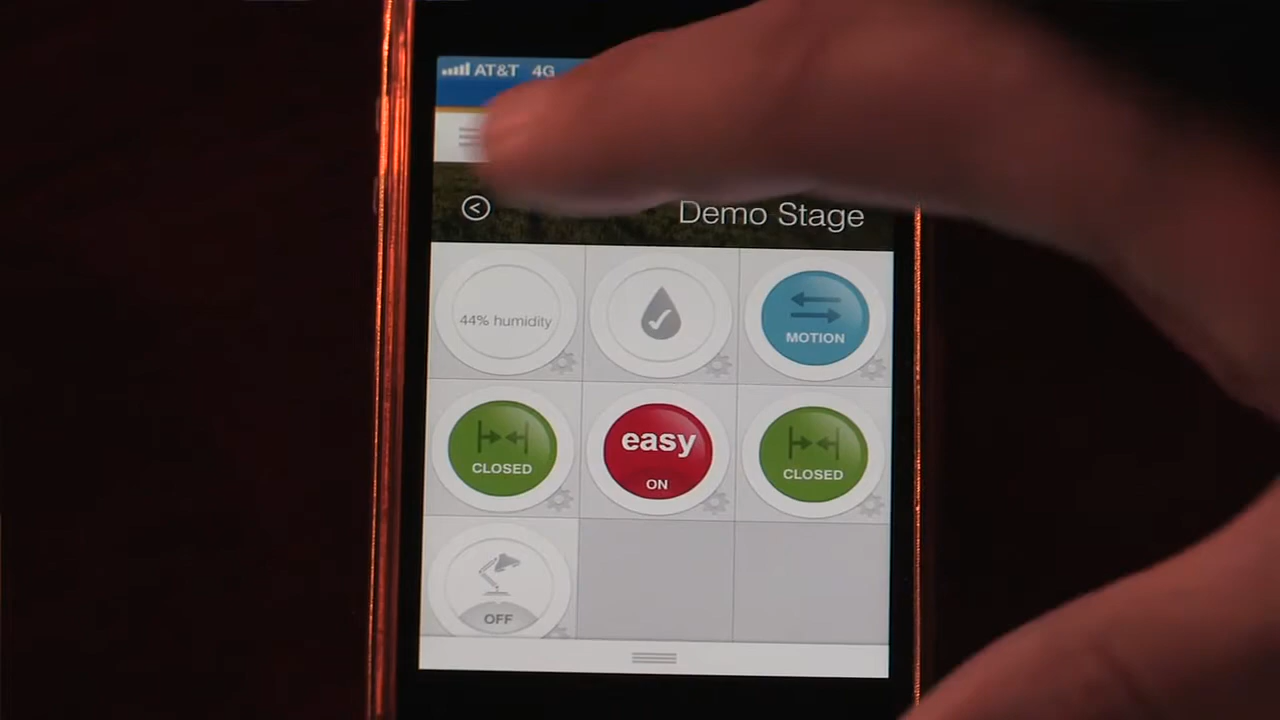 AT&T 4G
<
Demo Stage
44% humidity
MOTION
CLOSED
easy
ON
CLOSED
OFF